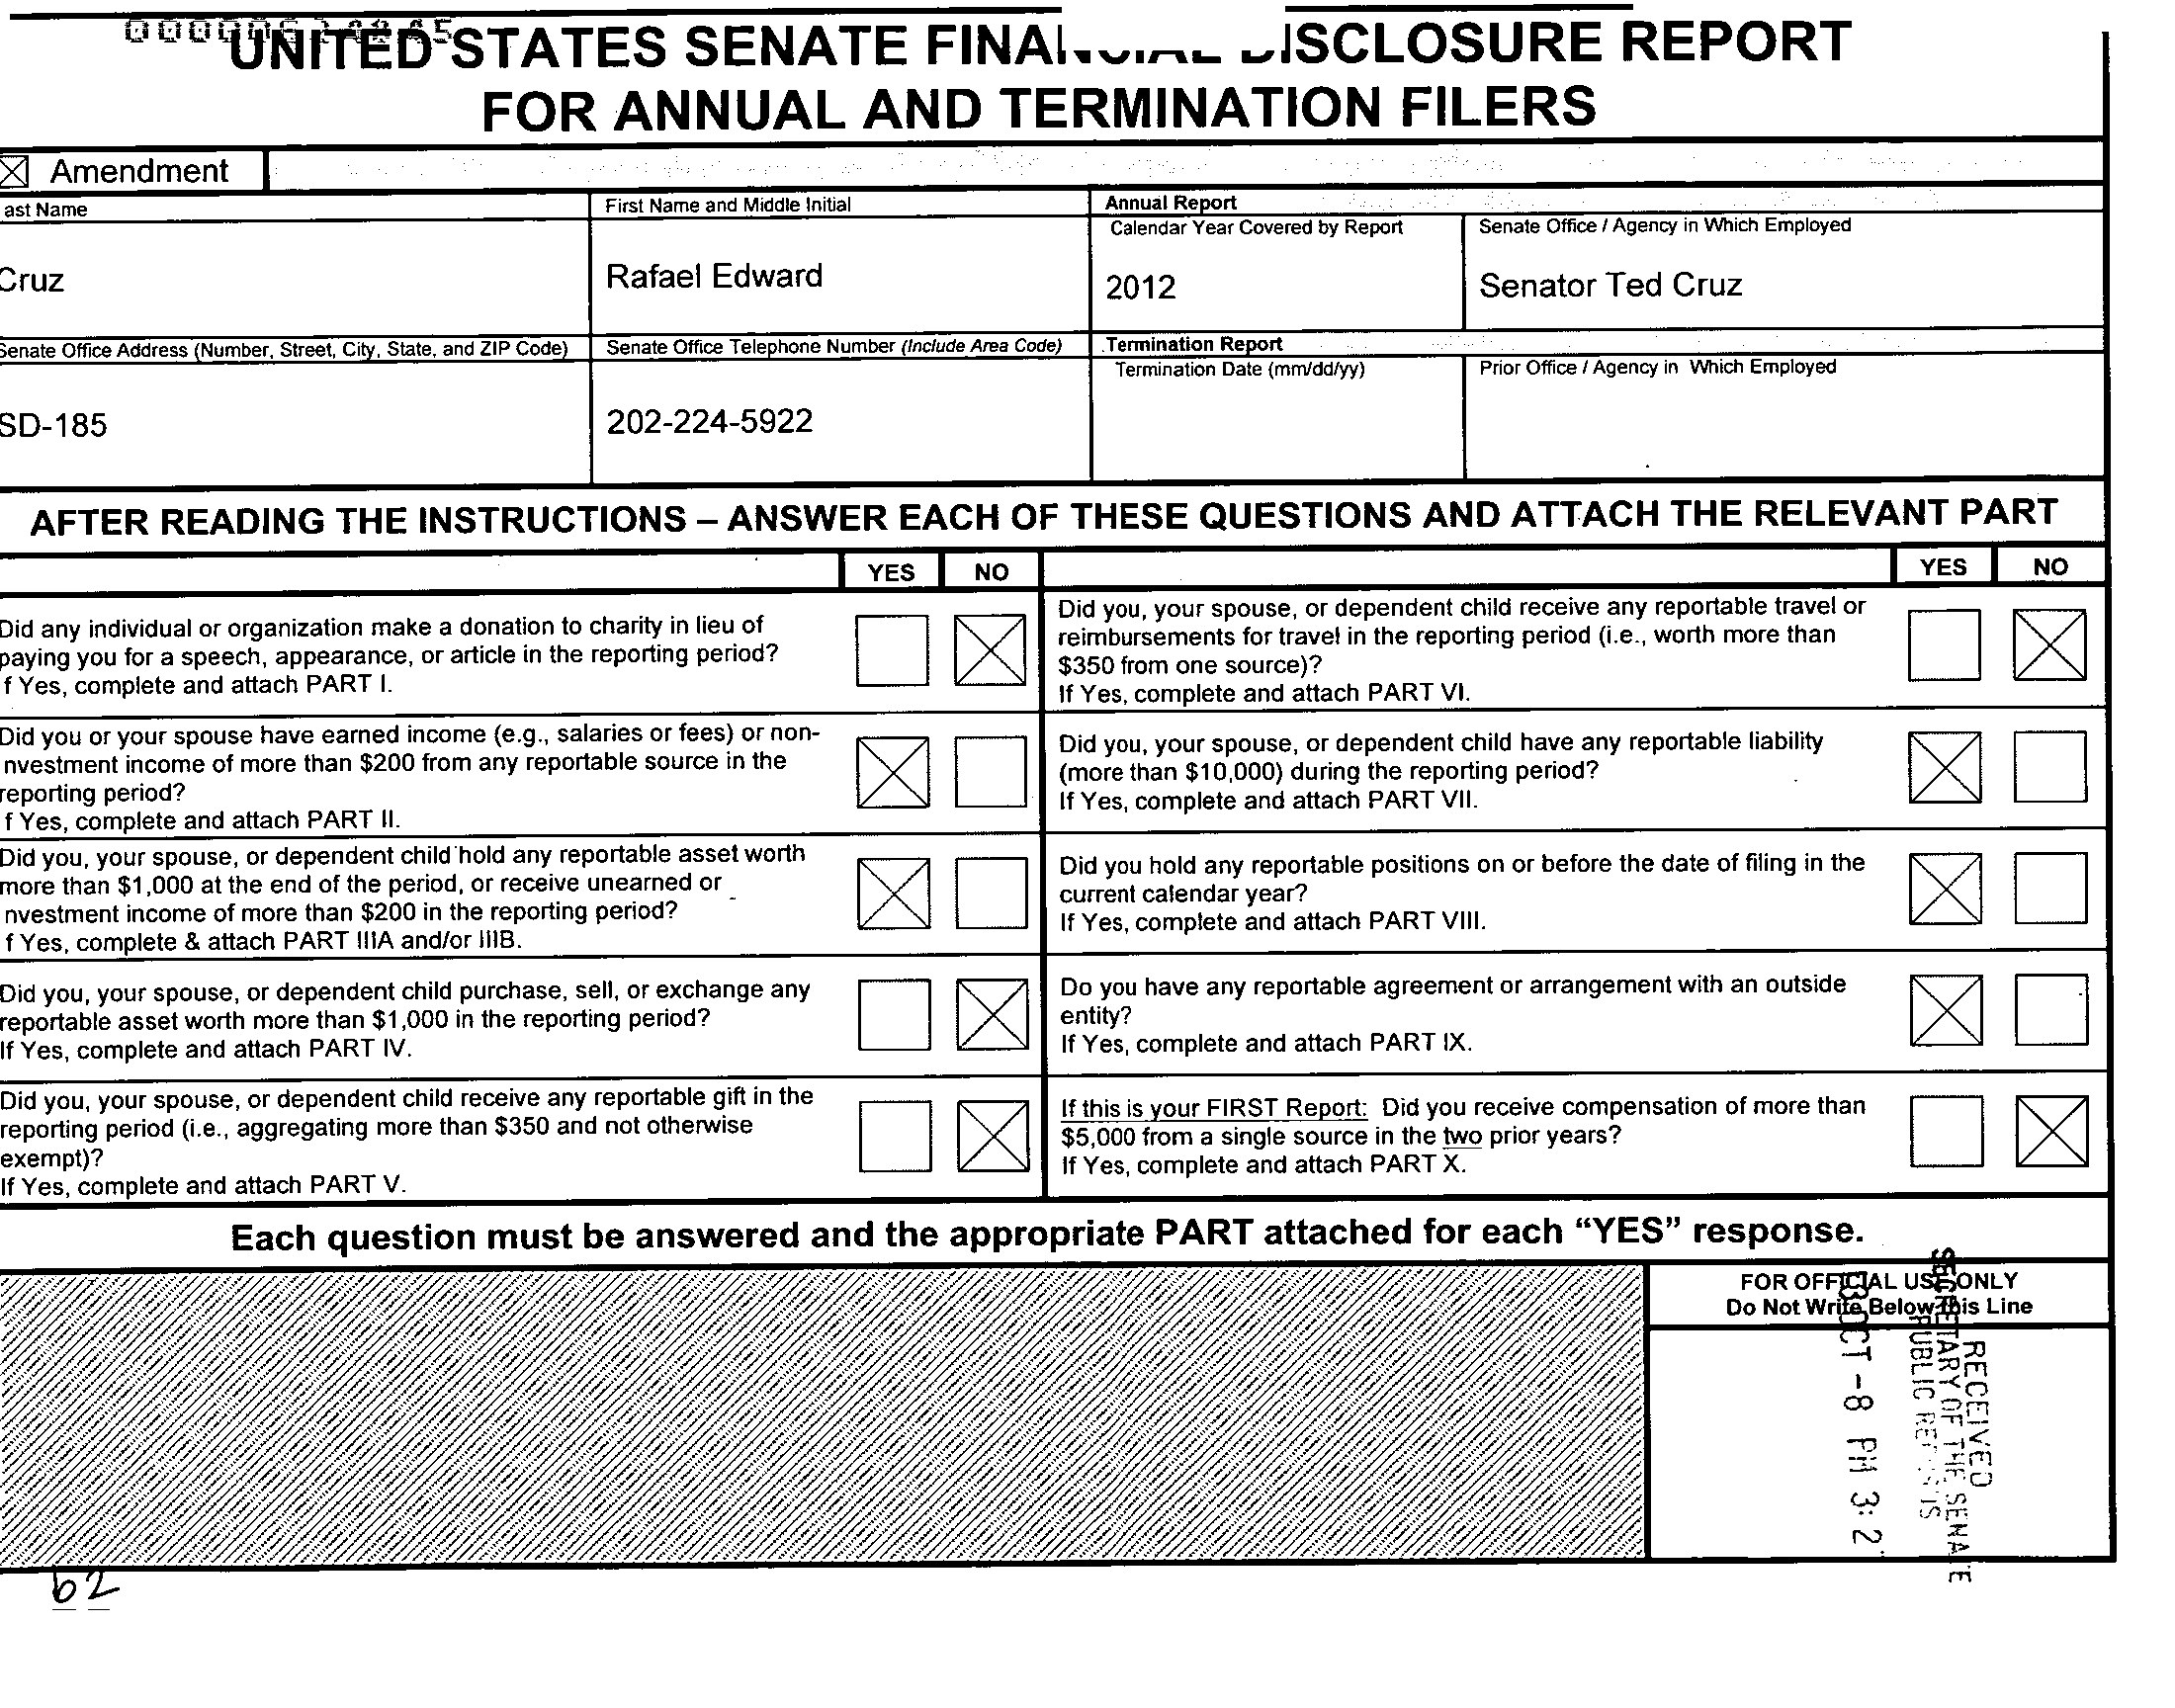 UNITED STATES SENATE FINANCIAL DISCLOSURE REPORT
FOR ANNUAL AND TERMINATION FILERS
Amendment
ast Name
First Name and Middle Initial
Annual Report
Calendar Year Covered by Report
Senate Office / Agency in Which Employed
Cruz
Rafael Edward
2012
Senator Ted Cruz
Senate Office Address (Number, Street, City, State, and ZIP Code)
Senate Office Telephone Number (Include Area Code)
Termination Report
Termination Date (mm/dd/yy)
Prior Office / Agency in Which Employed
SD-185
202-224-5922
AFTER READING THE INSTRUCTIONS – ANSWER EACH OF THESE QUESTIONS AND ATTACH THE RELEVANT PART
YES NO
YES NO
Did any individual or organization make a donation to charity in lieu of
paying you for a speech, appearance, or article in the reporting period?
f Yes, complete and attach PART I.
Did you, your spouse, or dependent child receive any reportable travel or
reimbursements for travel in the reporting period (i.e., worth more than
$350 from one source)?
If Yes, complete and attach PART VI.
Did you or your spouse have earned income (e.g., salaries or fees) or non-
nvestment income of more than $200 from any reportable source in the
reporting period?
f Yes, complete and attach PART II.
Did you, your spouse, or dependent child have any reportable liability
(more than $10,000) during the reporting period?
If Yes, complete and attach PART VII.
Did you, your spouse, or dependent child hold any reportable asset worth
more than $1,000 at the end of the period, or receive unearned or
nvestment income of more than $200 in the reporting period?
f Yes, complete & attach PART IIIA and/or IIIB.
Did you hold any reportable positions on or before the date of filing in the
current calendar year?
If Yes, complete and attach PART VIII.
Did you, your spouse, or dependent child purchase, sell, or exchange any
reportable asset worth more than $1,000 in the reporting period?
If Yes, complete and attach PART IV.
Do you have any reportable agreement or arrangement with an outside
entity?
If Yes, complete and attach PART IX.
Did you, your spouse, or dependent child receive any reportable gift in the
reporting period (i.e., aggregating more than $350 and not otherwise
exempt)?
If Yes, complete and attach PART V.
If this is your FIRST Report: Did you receive compensation of more than
$5,000 from a single source in the two prior years?
If Yes, complete and attach PART X.
Each question must be answered and the appropriate PART attached for each “YES” response.
FOR OFFICIAL USE ONLY
Do Not Write Below this Line
RECEIVED
SECRETARY OF THE SENATE
PUBLIC
OCT -8 PM 3:2
b2